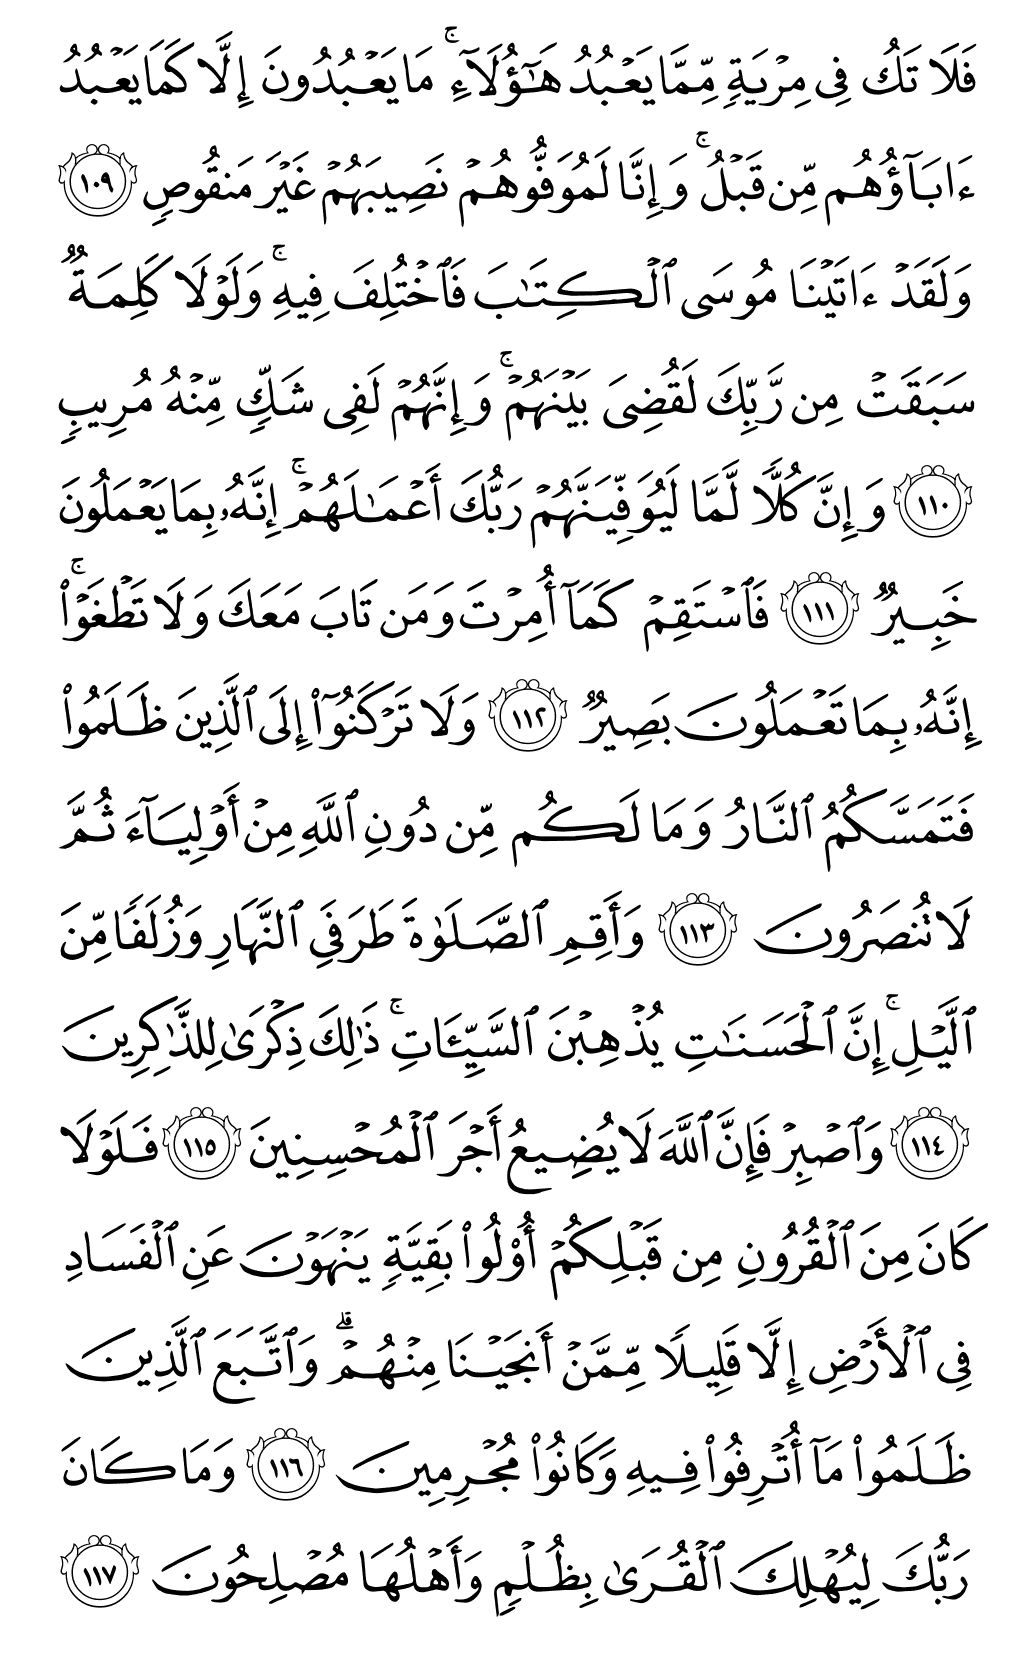 فَلَا تَكُ فِى مِرْيَةٍ مِّمَّا يَعْبُدُ هَٰٓؤُلَآءِ ۚ مَا يَعْبُدُونَ إِلَّا كَمَا يَعْبُدُ
ءَابَآؤُهُم مِّن قَبْلُ ۚ وَإِنَّا لَمُوَفُّوهُمْ نَصِيبَهُمْ غَيْرَ مَنقُوصٍ ١٠٩
وَلَقَدْ ءَاتَيْنَا مُوسَى ٱلْكِتَٰبَ فَٱخْتُلِفَ فِيهِ ۚ وَلَوْلَا كَلِمَةٌ
سَبَقَتْ مِن رَّبِّكَ لَقُضِىَ بَيْنَهُمْ ۚ وَإِنَّهُمْ لَفِى شَكٍّ مِّنْهُ مُرِيبٍ
١١٠ وَإِنَّ كُلًّا لَّمَّا لَيُوَفِّيَنَّهُمْ رَبُّكَ أَعْمَٰلَهُمْ ۚ إِنَّهُۥ بِمَا يَعْمَلُونَ
خَبِيرٌ ١١١ فَٱسْتَقِمْ كَمَآ أُمِرْتَ وَمَن تَابَ مَعَكَ وَلَا تَطْغَوْا۟ ۚ
إِنَّهُۥ بِمَا تَعْمَلُونَ بَصِيرٌ ١١٢ وَلَا تَرْكَنُوٓا۟ إِلَى ٱلَّذِينَ ظَلَمُوا۟
فَتَمَسَّكُمُ ٱلنَّارُ وَمَا لَكُم مِّن دُونِ ٱللَّهِ مِنْ أَوْلِيَآءَ ثُمَّ
لَا تُنصَرُونَ ١١٣ وَأَقِمِ ٱلصَّلَوٰةَ طَرَفَىِ ٱلنَّهَارِ وَزُلَفًا مِّنَ
ٱلَّيْلِ ۚ إِنَّ ٱلْحَسَنَٰتِ يُذْهِبْنَ ٱلسَّيِّـَٔاتِ ۚ ذَٰلِكَ ذِكْرَىٰ لِلذَّٰكِرِينَ
١١٤ وَٱصْبِرْ فَإِنَّ ٱللَّهَ لَا يُضِيعُ أَجْرَ ٱلْمُحْسِنِينَ ١١٥ فَلَوْلَا
كَانَ مِنَ ٱلْقُرُونِ مِن قَبْلِكُمْ أُو۟لُوا۟ بَقِيَّةٍ يَنْهَوْنَ عَنِ ٱلْفَسَادِ
فِى ٱلْأَرْضِ إِلَّا قَلِيلًا مِّمَّنْ أَنجَيْنَا مِنْهُمْ ۗ وَٱتَّبَعَ ٱلَّذِينَ
ظَلَمُوا۟ مَآ أُتْرِفُوا۟ فِيهِ وَكَانُوا۟ مُجْرِمِينَ ١١٦ وَمَا كَانَ
رَبُّكَ لِيُهْلِكَ ٱلْقُرَىٰ بِظُلْمٍ وَأَهْلُهَا مُصْلِحُونَ ١١٧